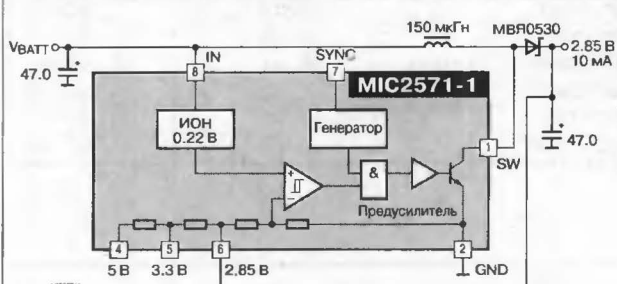 150 мкГн
МВЯ0530
VBATT
IN
SYNC
2.85 В
10 мА
47.0
8
7
MIC2571-1
ИОН
0.22 В
Генератор
+
1
47.0
SW
+
−
&
Предусилитель
4
5
6
2
5 В
3.3 В
2.85 В
GND